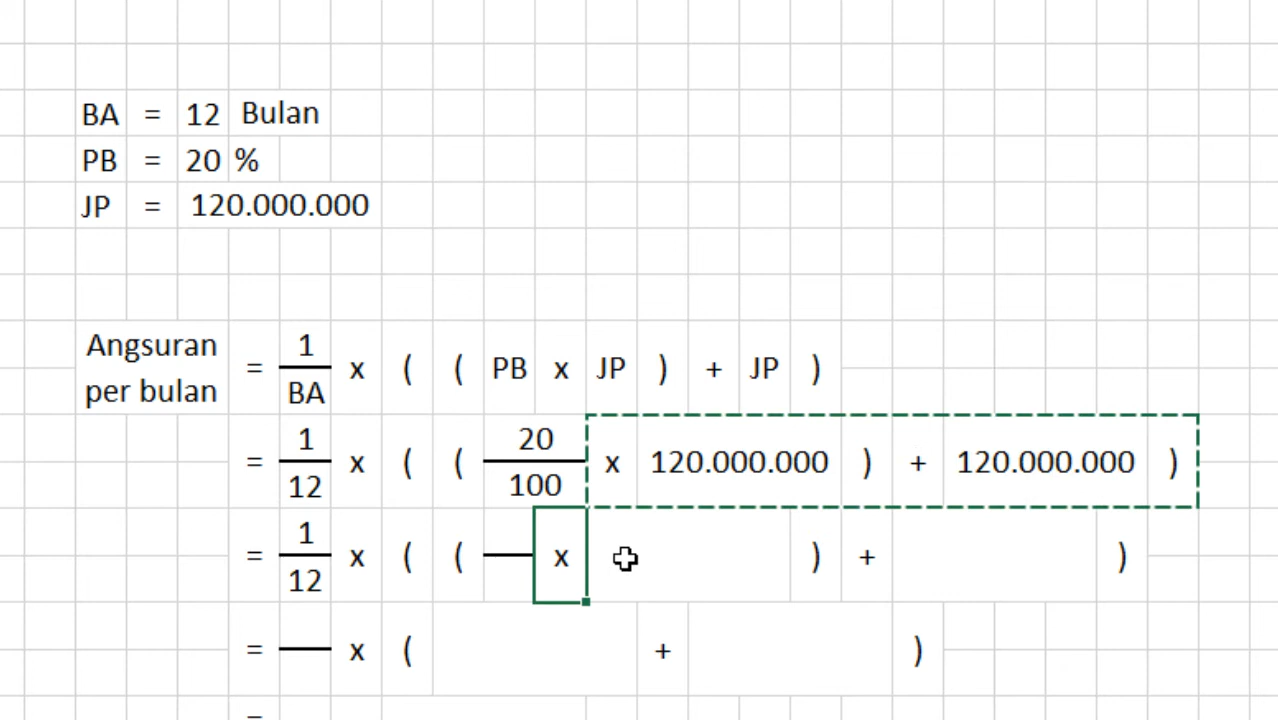 BA = 12 Bulan
PB = 20 %
JP = 120.000.000
Angsuran per bulan = 1/BA x ( ( PB x JP ) + JP )
= 1/12 x ( ( 20/100 x 120.000.000 ) + 120.000.000 )
= 1/12 x ( ( — x ) + )
= — x ( + )
=